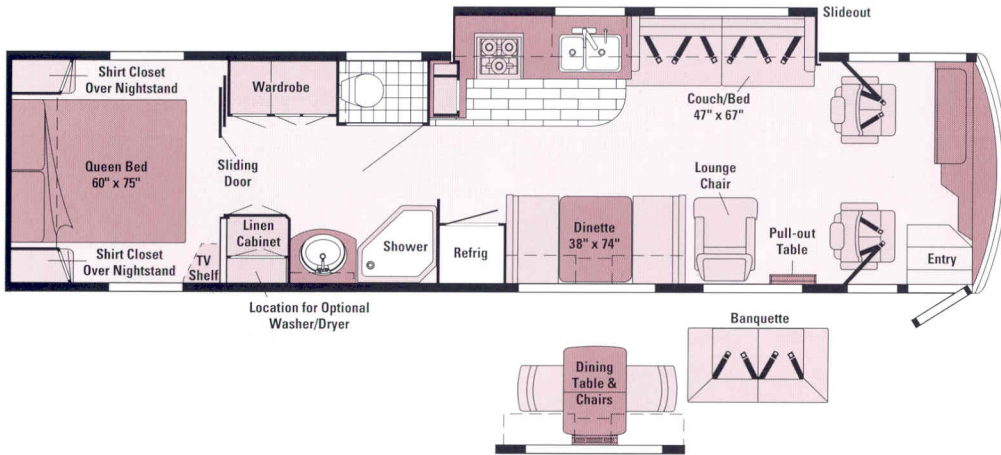 Slideout
Shirt Closet
Over Nightstand
Wardrobe
Couch/Bed
47" x 67"
Queen Bed
60" x 75"
Sliding
Door
Lounge
Chair
Linen
Cabinet
Shower
Refrig
Dinette
38" x 74"
Pull-out
Table
Entry
Shirt Closet
Over Nightstand
TV
Shelf
Location for Optional
Washer/Dryer
Banquette
Dining
Table &
Chairs